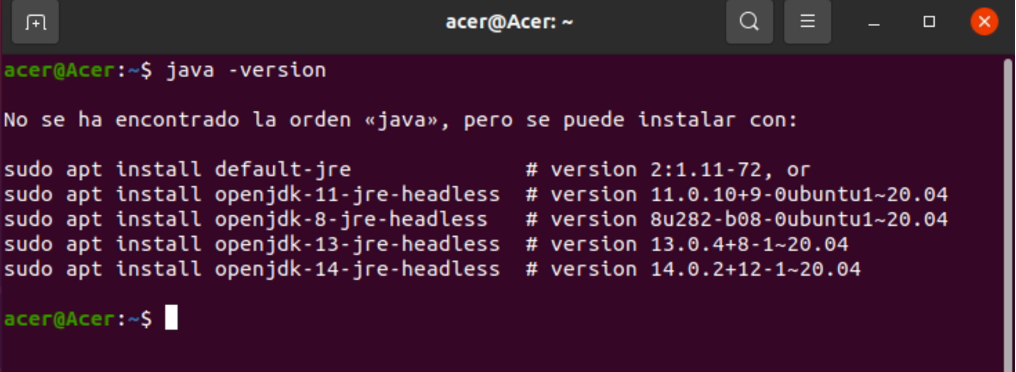 acer@Acer: ~
acer@Acer:~$ java -version
No se ha encontrado la orden «java», pero se puede instalar con:
sudo apt install default-jre              # version 2:1.11-72, or
sudo apt install openjdk-11-jre-headless  # version 11.0.10+9-0ubuntu1~20.04
sudo apt install openjdk-8-jre-headless   # version 8u282-b08-0ubuntu1~20.04
sudo apt install openjdk-13-jre-headless  # version 13.0.4+8-1~20.04
sudo apt install openjdk-14-jre-headless  # version 14.0.2+12-1~20.04
acer@Acer:~$